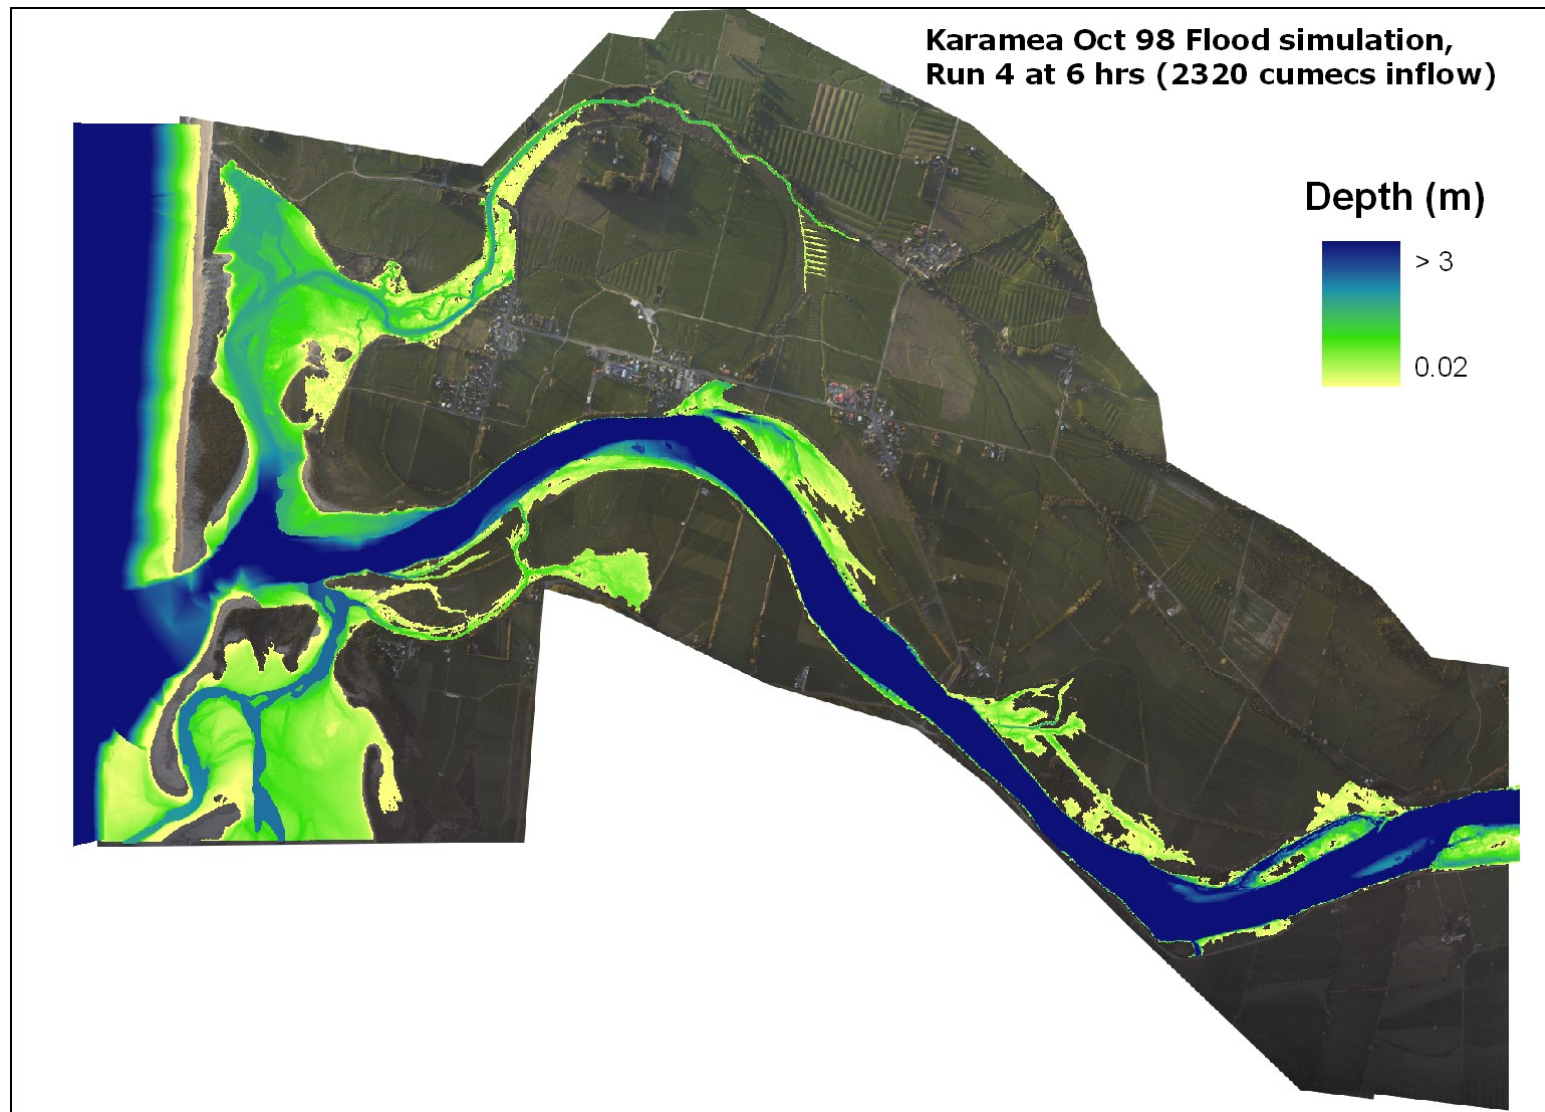 Karamea Oct 98 Flood simulation,
Run 4 at 6 hrs (2320 cumecs inflow)
Depth (m)
> 3
0.02